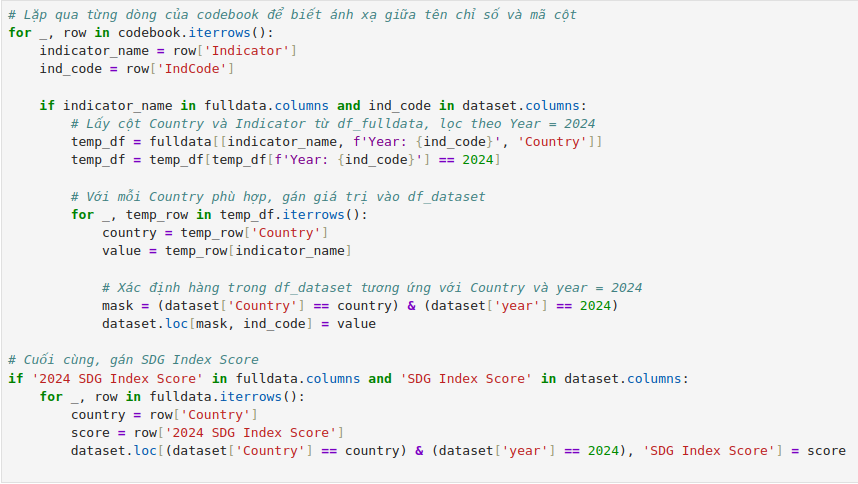 # Lặp qua từng dòng của codebook để biết ánh xạ giữa tên chỉ số và mã cột
for _, row in codebook.iterrows():
    indicator_name = row['Indicator']
    ind_code = row['IndCode']

    if indicator_name in fulldata.columns and ind_code in dataset.columns:
        # Lấy cột Country và Indicator từ df_fulldata, lọc theo Year = 2024
        temp_df = fulldata[[indicator_name, f'Year: {ind_code}', 'Country']]
        temp_df = temp_df[temp_df[f'Year: {ind_code}'] == 2024]

        # Với mỗi Country phù hợp, gán giá trị vào df_dataset
        for _, temp_row in temp_df.iterrows():
            country = temp_row['Country']
            value = temp_row[indicator_name]

            # Xác định hàng trong df_dataset tương ứng với Country và year = 2024
            mask = (dataset['Country'] == country) & (dataset['year'] == 2024)
            dataset.loc[mask, ind_code] = value

# Cuối cùng, gán SDG Index Score
if '2024 SDG Index Score' in fulldata.columns and 'SDG Index Score' in dataset.columns:
    for _, row in fulldata.iterrows():
        country = row['Country']
        score = row['2024 SDG Index Score']
        dataset.loc[(dataset['Country'] == country) & (dataset['year'] == 2024), 'SDG Index Score'] = score